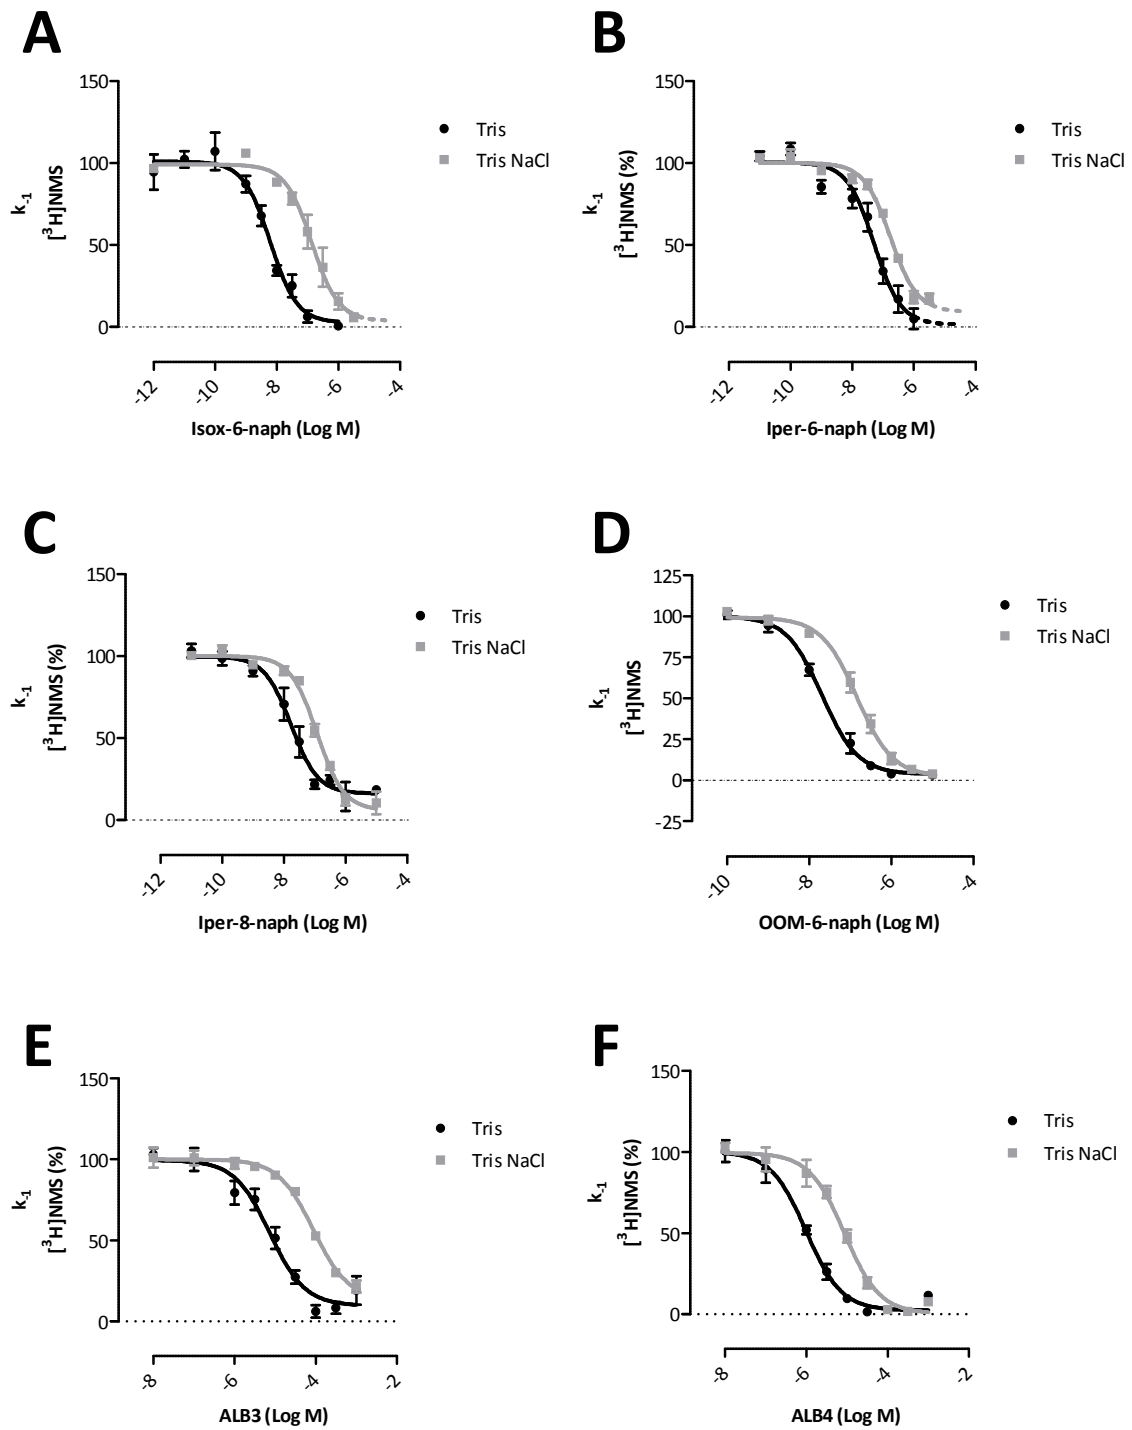 A
B
150
100
50
0
k-1
[³H]NMS
Tris
Tris NaCl
-12
-10
-8
-6
-4
Isox-6-naph (Log M)
150
100
50
0
k-1
[³H]NMS (%)
Tris
Tris NaCl
-12
-10
-8
-6
-4
Iper-6-naph (Log M)
C
D
150
100
50
0
k-1
[³H]NMS (%)
Tris
Tris NaCl
-12
-10
-8
-6
-4
Iper-8-naph (Log M)
125
100
75
50
25
0
-25
k-1
[³H]NMS
Tris
Tris NaCl
-10
-8
-6
-4
OOM-6-naph (Log M)
E
F
150
100
50
0
k-1
[³H]NMS (%)
Tris
Tris NaCl
-8
-6
-4
-2
ALB3 (Log M)
150
100
50
0
k-1
[³H]NMS (%)
Tris
Tris NaCl
-8
-6
-4
-2
ALB4 (Log M)